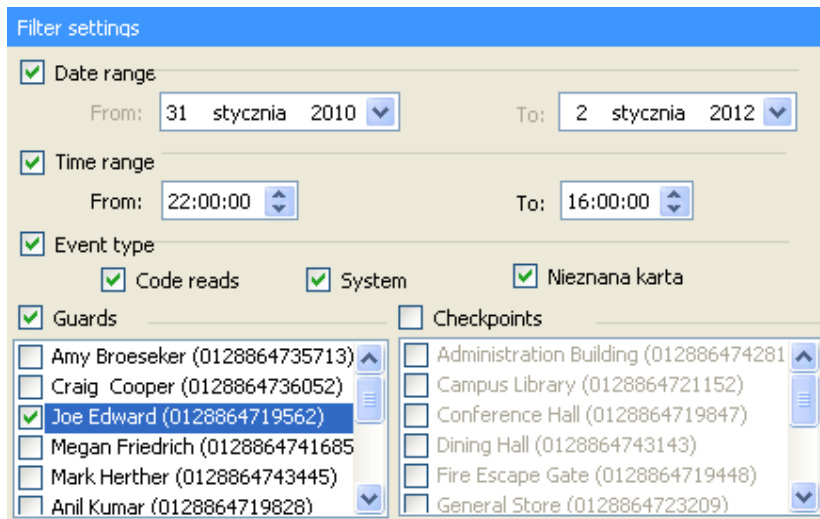 Filter settings
Date range
From: 31 stycznia 2010 To: 2 stycznia 2012
Time range
From: 22:00:00 To: 16:00:00
Event type
Code reads System Nieznana karta
Guards Checkpoints
Amy Broeseker (0128864735713) Administration Building (012886474281
Craig Cooper (0128864736052) Campus Library (0128864721152)
Joe Edward (0128864719562) Conference Hall (0128864719847)
Megan Friedrich (0128864741685 Dining Hall (0128864743143)
Mark Herther (0128864743445) Fire Escape Gate (0128864719448)
Anil Kumar (0128864719828) General Store (0128864723209)